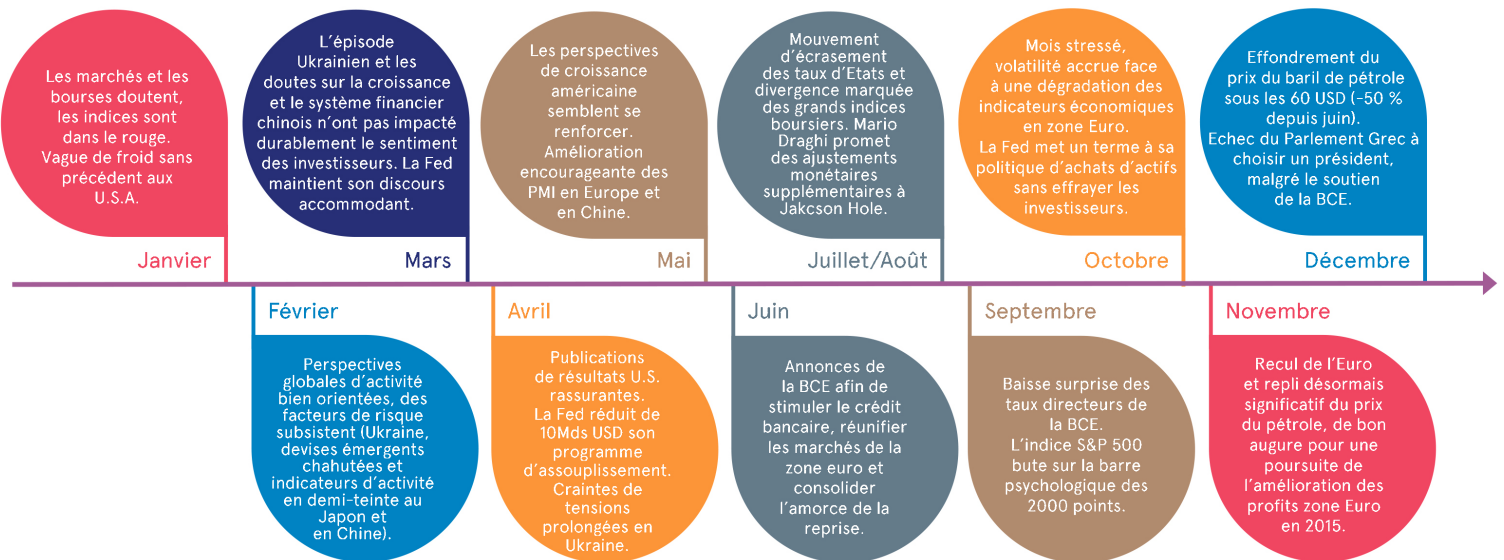 Les marchés et les
bourses doutent,
les indices sont
dans le rouge.
Vague de froid sans
précédent aux
U.S.A.
Janvier
L’épisode
Ukrainien et les
doutes sur la croissance
et le système financier
chinois n’ont pas impacté
durablement le sentiment
des investisseurs. La Fed
maintient son discours
accommodant.
Mars
Les perspectives
de croissance
américaine
semblent se
renforcer.
Amélioration
encourageante des
PMI en Europe et
en Chine.
Mai
Mouvement
d’écrasement
des taux d’Etats et
divergence marquée
des grands indices
boursiers. Mario
Draghi promet
des ajustements
monétaires
supplémentaires à
Jakcson Hole.
Juillet/Août
Mois stressé,
volatilité accrue face
à une dégradation des
indicateurs économiques
en zone Euro.
La Fed met un terme à sa
politique d’achats d’actifs
sans effrayer les
investisseurs.
Octobre
Effondrement du
prix du baril de pétrole
sous les 60 USD (-50 %
depuis juin).
Echec du Parlement Grec à
choisir un président,
malgré le soutien
de la BCE.
Décembre
Février
Perspectives
globales d’activité
bien orientées, des
facteurs de risque
subsistent (Ukraine,
devises émergents
chahutées et
indicateurs d’activité
en demi-teinte au
Japon et
en Chine).
Avril
Publications
de résultats U.S.
rassurantes.
La Fed réduit de
10Mds USD son
programme
d’assouplissement.
Craintes de
tensions
prolongées en
Ukraine.
Juin
Annonces de
la BCE afin de
stimuler le crédit
bancaire, réunifier
les marchés de la
zone euro et
consolider
l’amorce de la
reprise.
Septembre
Baisse surprise des
taux directeurs de
la BCE.
L’indice S&P 500
bute sur la barre
psychologique des
2000 points.
Novembre
Recul de l’Euro
et repli désormais
significatif du prix
du pétrole, de bon
augure pour une
poursuite de
l’amélioration des
profits zone Euro
en 2015.